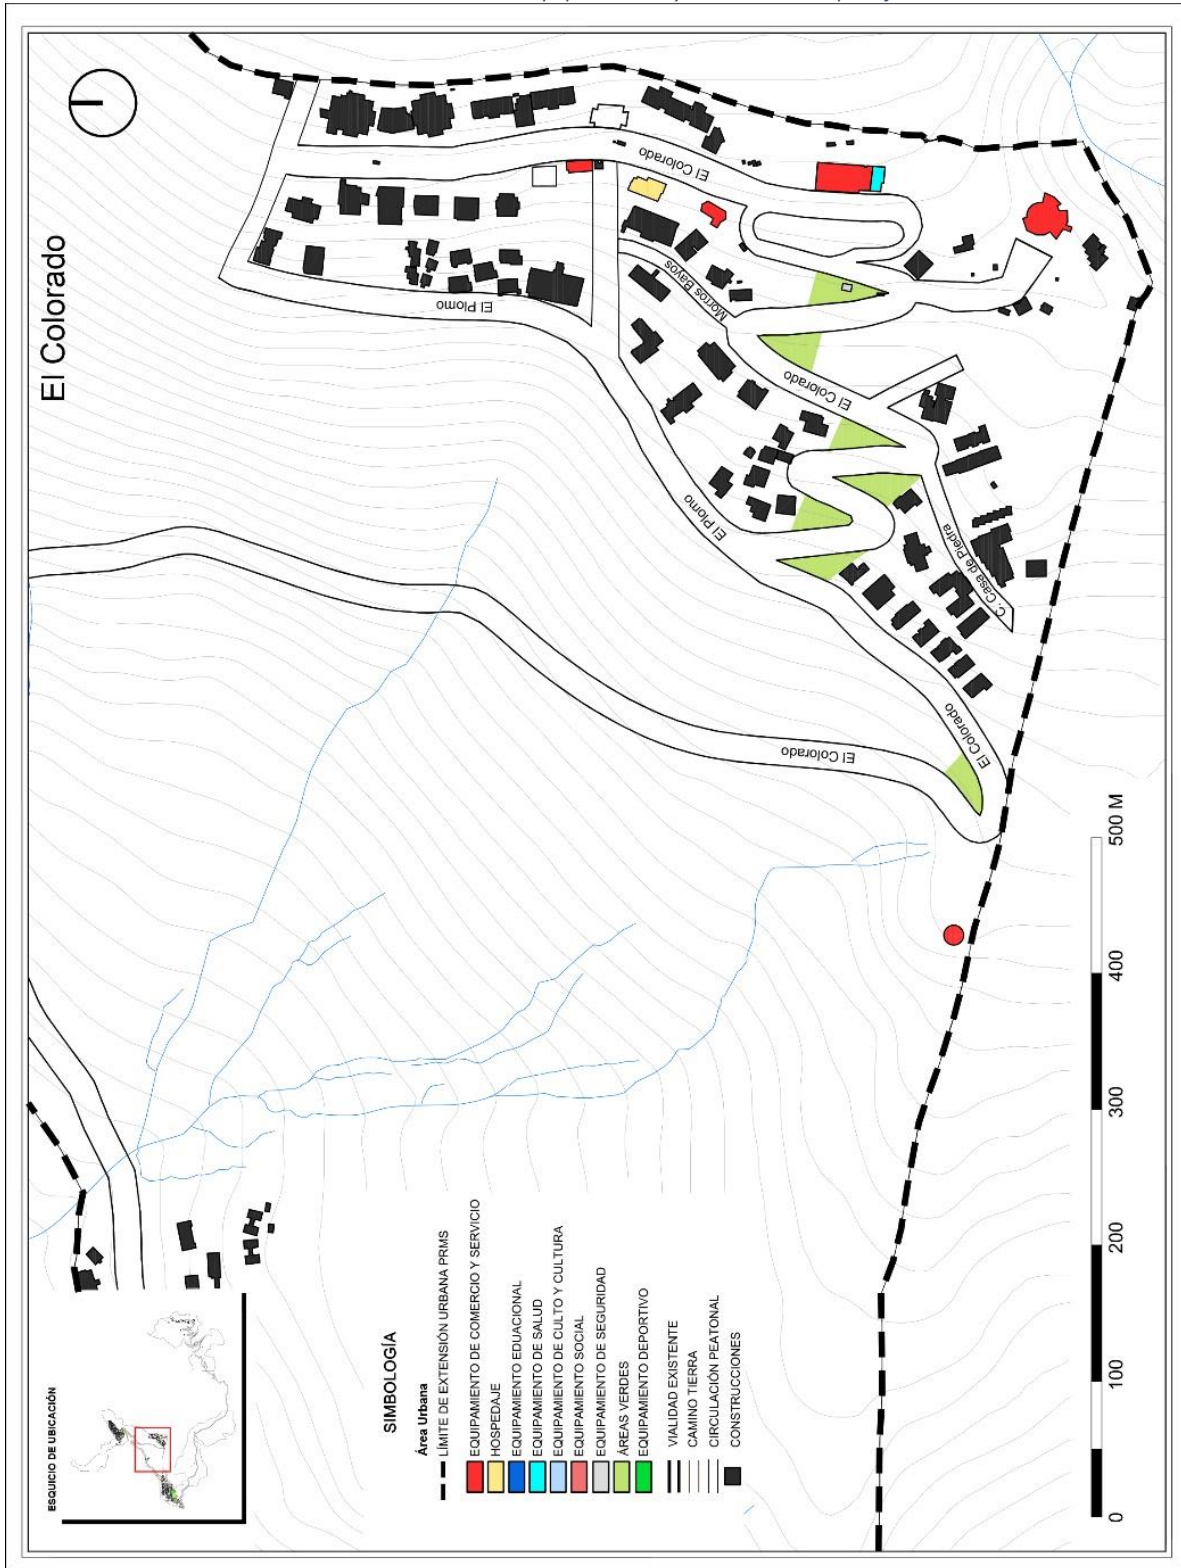 El Colorado
El Colorado
El Colorado
El Plomo
Morros Bayos
El Colorado
El Plomo
C. Casa de Piedra
El Colorado
El Colorado
ESQUICIO DE UBICACIÓN
SIMBOLOGÍA
Área Urbana
LÍMITE DE EXTENSIÓN URBANA PRMS
EQUIPAMIENTO DE COMERCIO Y SERVICIO
HOSPEDAJE
EQUIPAMIENTO EDUACIONAL
EQUIPAMIENTO DE SALUD
EQUIPAMIENTO DE CULTO Y CULTURA
EQUIPAMIENTO SOCIAL
EQUIPAMIENTO DE SEGURIDAD
ÁREAS VERDES
EQUIPAMIENTO DEPORTIVO
VIALIDAD EXISTENTE
CAMINO TIERRA
CIRCULACIÓN PEATONAL
CONSTRUCCIONES
0 100 200 300 400 500 M